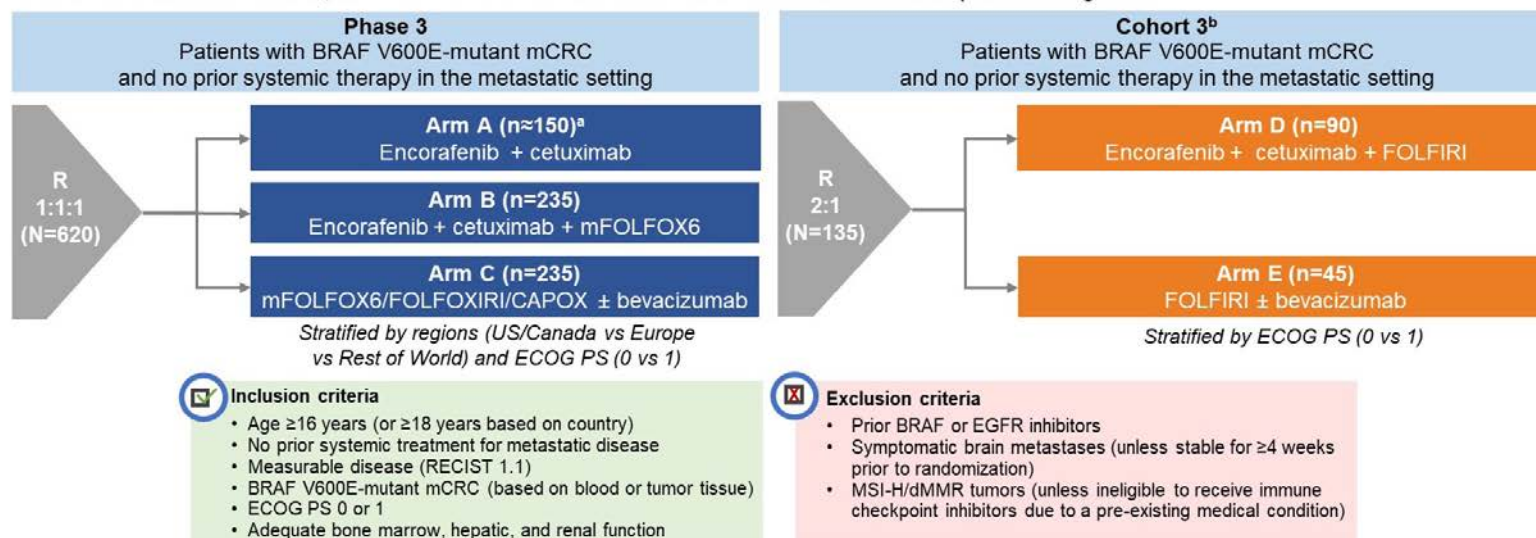 Phase 3
Patients with BRAF V600E-mutant mCRC
and no prior systemic therapy in the metastatic setting
R
1:1:1
(N=620)
Arm A (n≈150)ᵃ
Encorafenib + cetuximab
Arm B (n=235)
Encorafenib + cetuximab + mFOLFOX6
Arm C (n=235)
mFOLFOX6/FOLFOXIRI/CAPOX ± bevacizumab
Stratified by regions (US/Canada vs Europe
vs Rest of World) and ECOG PS (0 vs 1)
Cohort 3ᵇ
Patients with BRAF V600E-mutant mCRC
and no prior systemic therapy in the metastatic setting
R
2:1
(N=135)
Arm D (n=90)
Encorafenib + cetuximab + FOLFIRI
Arm E (n=45)
FOLFIRI ± bevacizumab
Stratified by ECOG PS (0 vs 1)
Inclusion criteria
• Age ≥16 years (or ≥18 years based on country)
• No prior systemic treatment for metastatic disease
• Measurable disease (RECIST 1.1)
• BRAF V600E-mutant mCRC (based on blood or tumor tissue)
• ECOG PS 0 or 1
• Adequate bone marrow, hepatic, and renal function
Exclusion criteria
• Prior BRAF or EGFR inhibitors
• Symptomatic brain metastases (unless stable for ≥4 weeks
prior to randomization)
• MSI-H/dMMR tumors (unless ineligible to receive immune
checkpoint inhibitors due to a pre-existing medical condition)